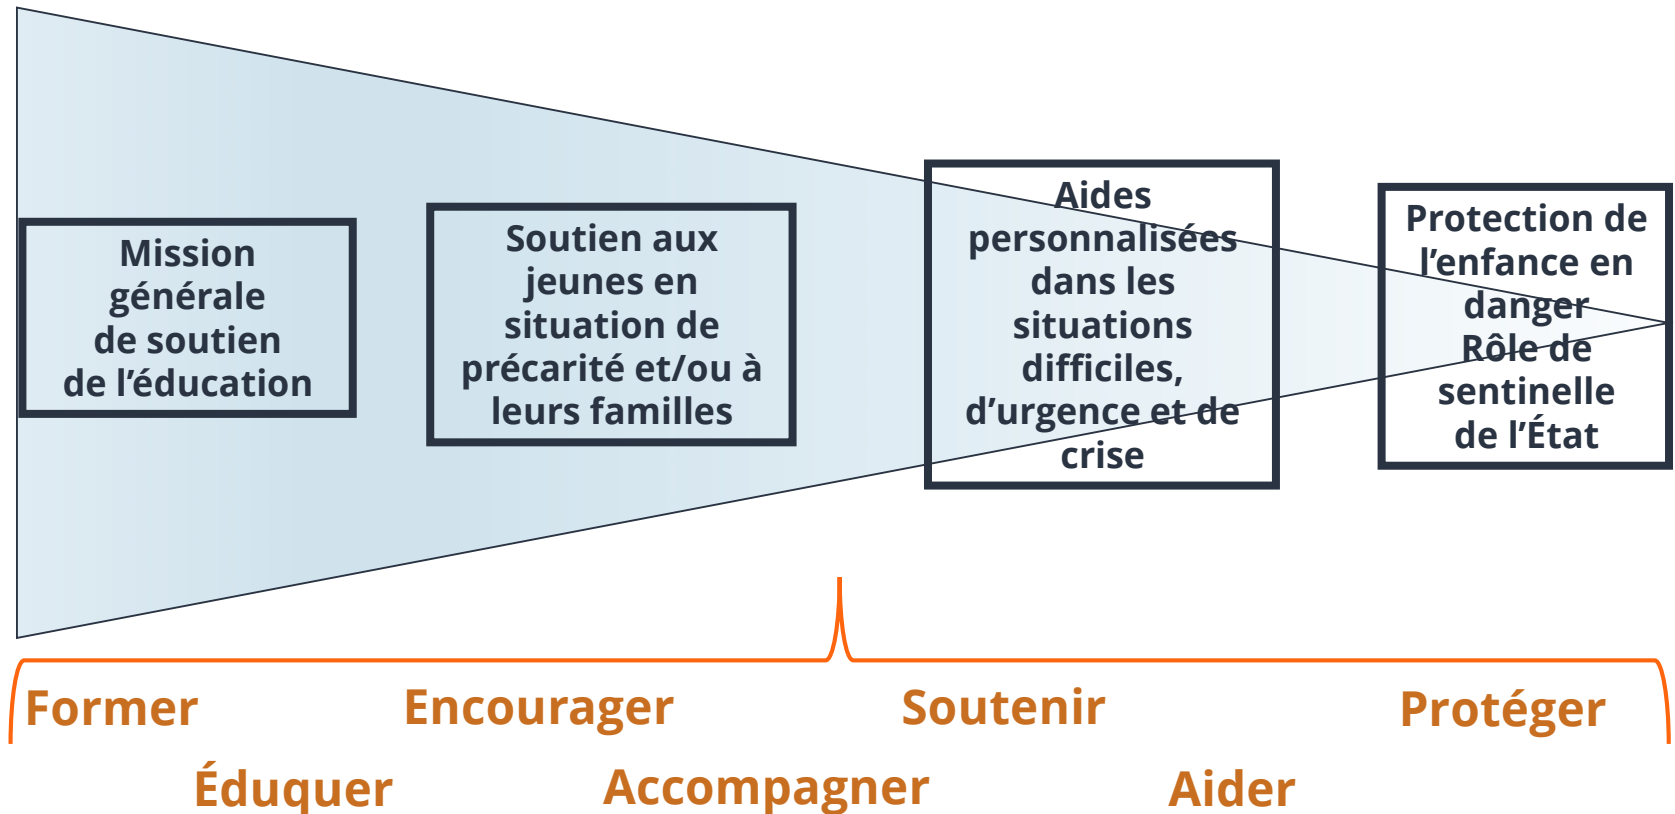 Mission
générale
de soutien
de l’éducation
Soutien aux
jeunes en
situation de
précarité et/ou à
leurs familles
Aides
personnalisées
dans les
situations
difficiles,
d’urgence et de
crise
Protection de
l’enfance en
danger
Rôle de
sentinelle
de l’État
Former
Encourager
Soutenir
Protéger
Éduquer
Accompagner
Aider